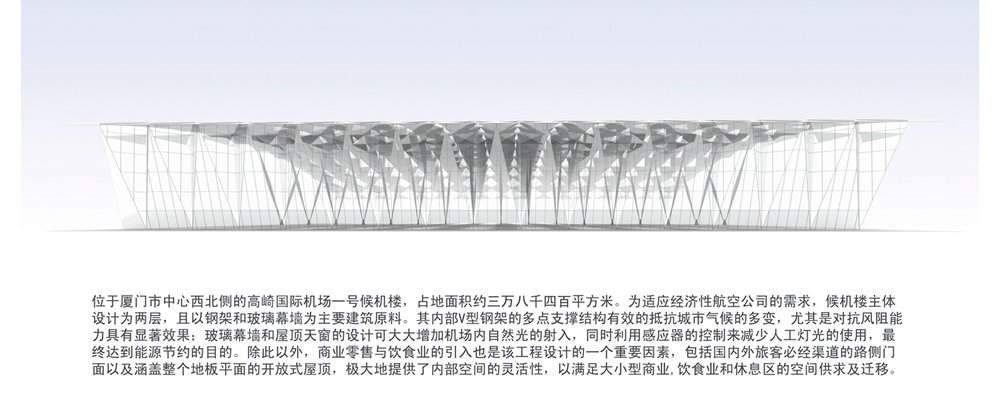 位于厦门市中心西北侧的高崎国际机场一号候机楼，占地面积约三万八千四百平方米。为适应经济性航空公司的需求，候机楼主体
设计为两层，且以钢架和玻璃幕墙为主要建筑原料。其内部V型钢架的多点支撑结构有效的抵抗城市气候的多变，尤其是对抗风阻能
力具有显著效果；玻璃幕墙和屋顶天窗的设计可大大增加机场内自然光的射入，同时利用感应器的控制来减少人工灯光的使用，最
终达到能源节约的目的。除此以外，商业零售与饮食业的引入也是该工程设计的一个重要因素，包括国内外旅客必经渠道的路侧门
面以及涵盖整个地板平面的开放式屋顶，极大地提供了内部空间的灵活性，以满足大小型商业，饮食业和休息区的空间供求及迁移。